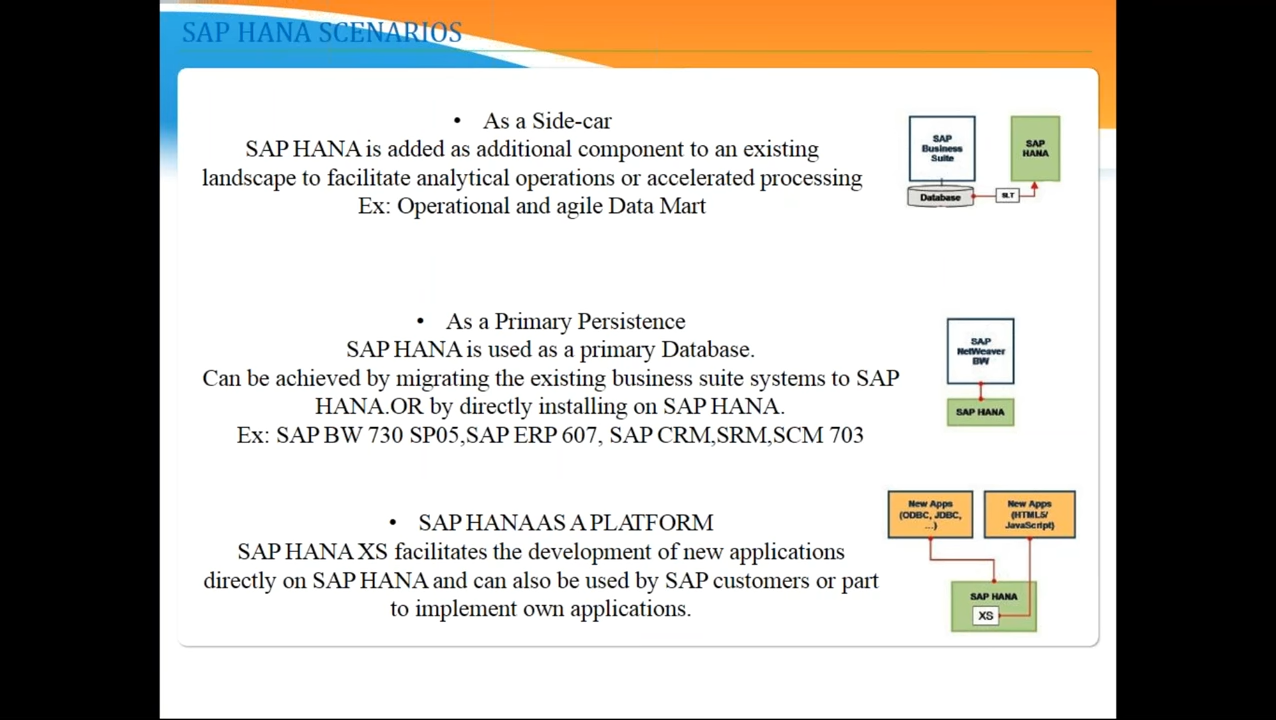 SAP HANA SCENARIOS
• As a Side-car
SAP HANA is added as additional component to an existing
landscape to facilitate analytical operations or accelerated processing
Ex: Operational and agile Data Mart
SAP
Business
Suite
Database
SLT
SAP
HANA
• As a Primary Persistence
SAP HANA is used as a primary Database.
Can be achieved by migrating the existing business suite systems to SAP
HANA.OR by directly installing on SAP HANA.
Ex: SAP BW 730 SP05,SAP ERP 607, SAP CRM,SRM,SCM 703
SAP
NetWeaver
BW
SAP HANA
• SAP HANA AS A PLATFORM
SAP HANA XS facilitates the development of new applications
directly on SAP HANA and can also be used by SAP customers or part
to implement own applications.
New Apps
(ODBC, JDBC,
...)
New Apps
(HTML5/
JavaScript)
SAP HANA
XS